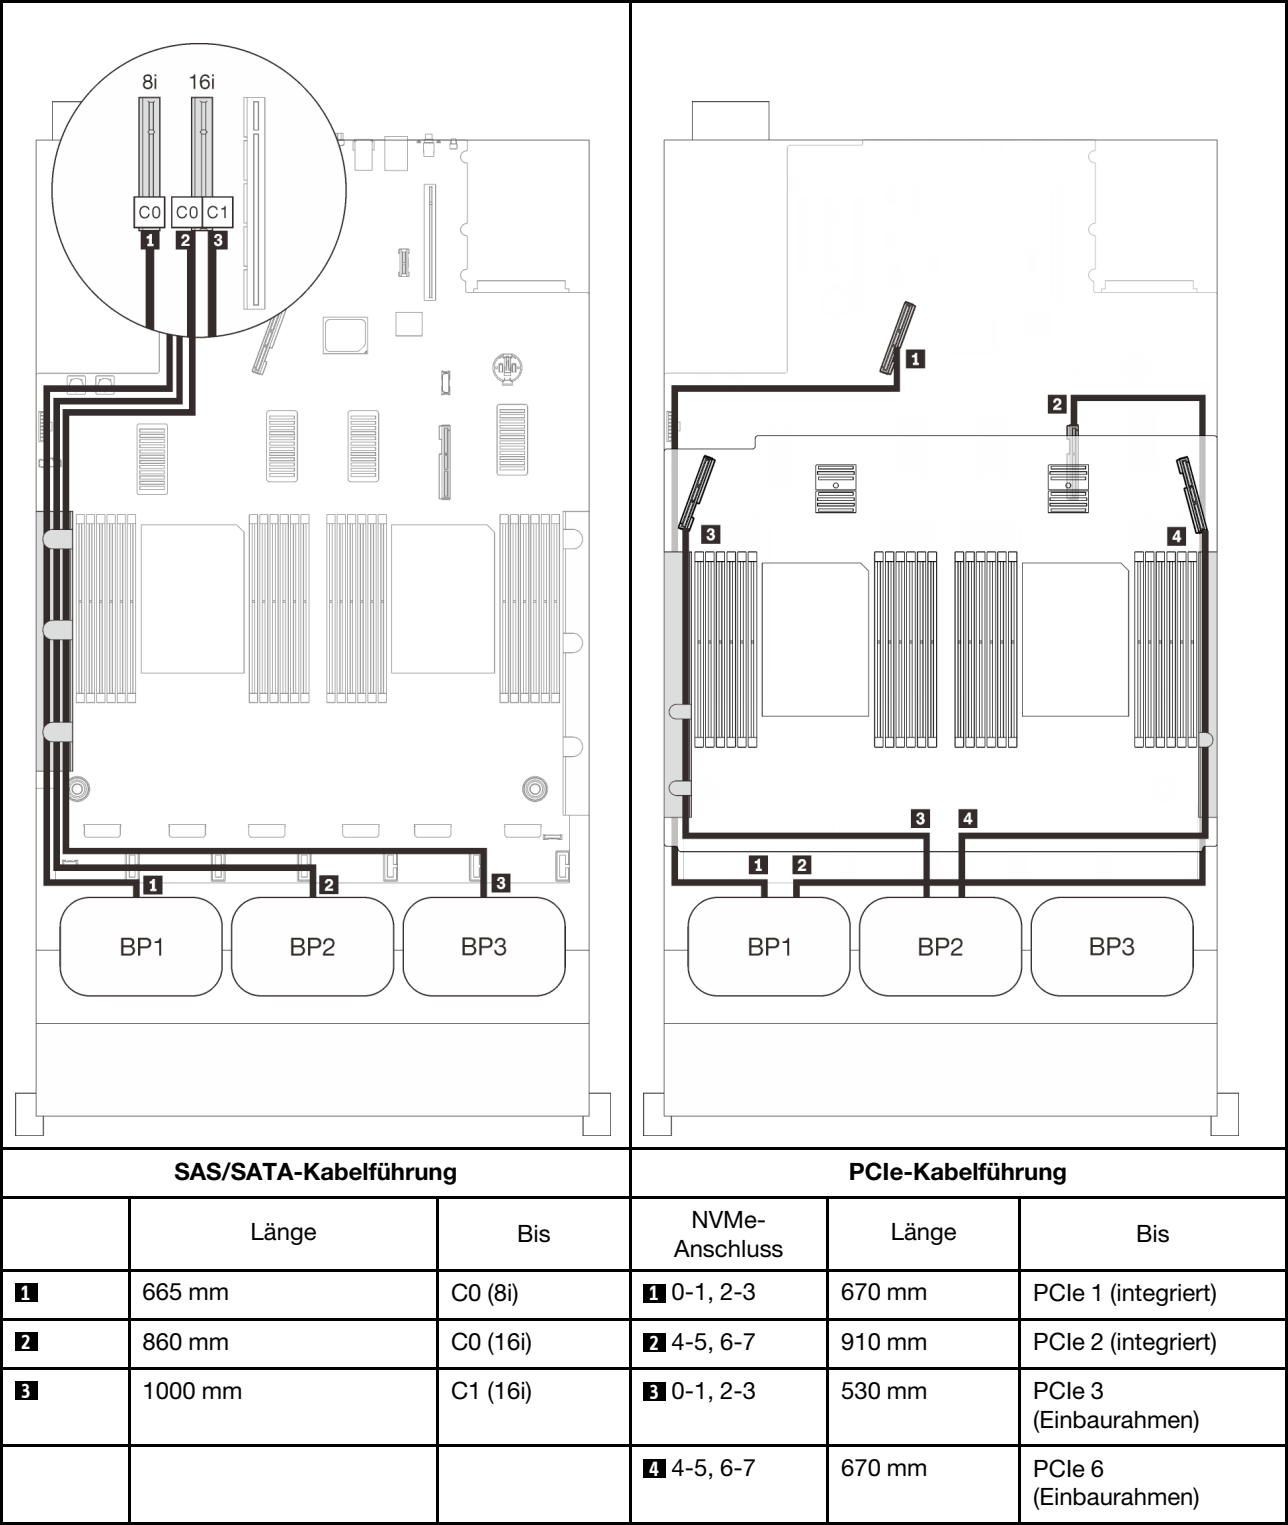 8i 16i
C0 C0 C1
1 2 3
1 2 3
BP1 BP2 BP3
1
2
3 4
3 4
1 2
BP1 BP2 BP3
SAS/SATA-Kabelführung
Länge Bis
1 665 mm C0 (8i)
2 860 mm C0 (16i)
3 1000 mm C1 (16i)
PCIe-Kabelführung
NVMe-
Anschluss Länge Bis
1 0-1, 2-3 670 mm PCIe 1 (integriert)
2 4-5, 6-7 910 mm PCIe 2 (integriert)
3 0-1, 2-3 530 mm PCIe 3
(Einbaurahmen)
4 4-5, 6-7 670 mm PCIe 6
(Einbaurahmen)